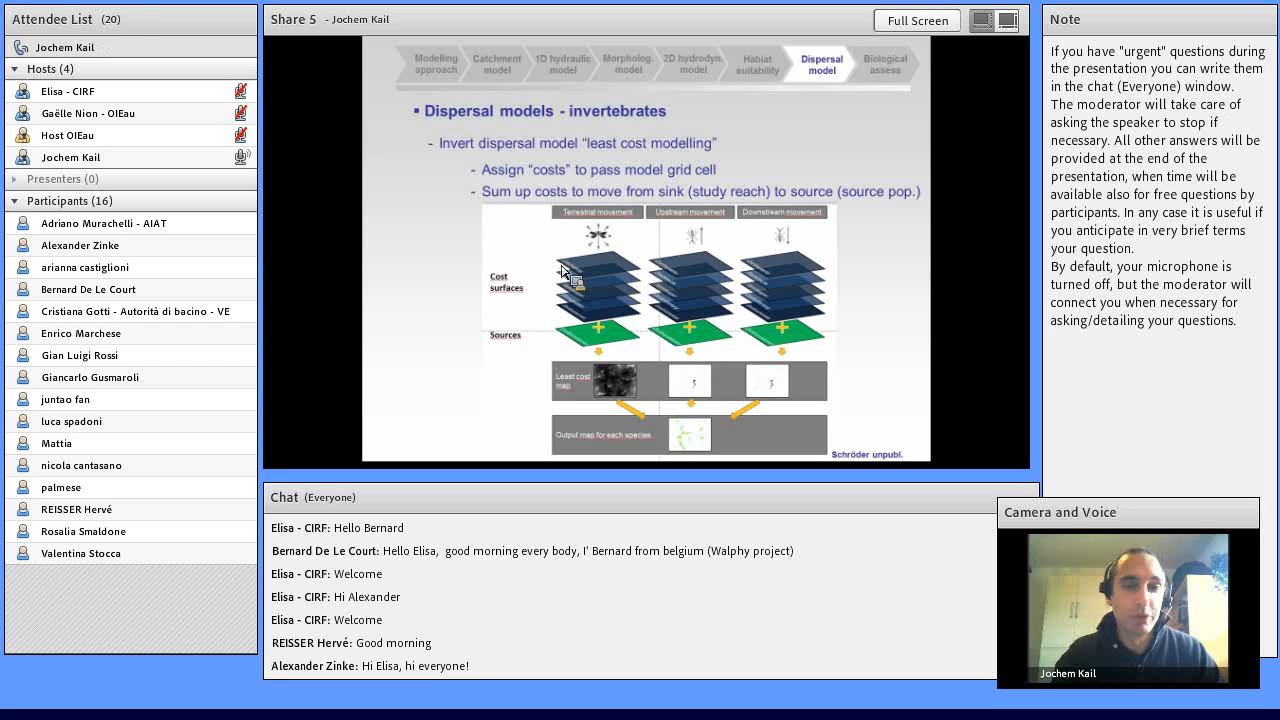 Attendee List (20)
Jochem Kail
Hosts (4)
Elisa - CIRF
Gaëlle Nion - OIEau
Host OIEau
Jochem Kail
Presenters (0)
Participants (16)
Adriano Murachelli - AIAT
Alexander Zinke
arianna castiglioni
Bernard De Le Court
Cristiana Gotti - Autorità di bacino - VE
Enrico Marchese
Gian Luigi Rossi
Giancarlo Gusmaroli
juntao fan
luca spadoni
Mattia
nicola cantasano
palmese
REISSER Hervé
Rosalia Smaldone
Valentina Stocca
Share 5 - Jochem Kail
Full Screen
Modelling approach
Catchment model
1D hydraulic model
Morpholog. model
2D hydrodyn. model
Habiat suitability
Dispersal model
Biological assess
▪ Dispersal models - invertebrates
- Invert dispersal model “least cost modelling”
- Assign “costs” to pass model grid cell
- Sum up costs to move from sink (study reach) to source (source pop.)
Terrestrial movement
Upstream movement
Downstream movement
Cost surfaces
Sources
Least cost map
Output map for each species
Schröder unpubl.
Chat (Everyone)
Elisa - CIRF: Hello Bernard
Bernard De Le Court: Hello Elisa, good morning every body, I' Bernard from belgium (Walphy project)
Elisa - CIRF: Welcome
Elisa - CIRF: Hi Alexander
Elisa - CIRF: Welcome
REISSER Hervé: Good morning
Alexander Zinke: Hi Elisa, hi everyone!
Note
If you have "urgent" questions during
the presentation you can write them
in the chat (Everyone) window.
The moderator will take care of
asking the speaker to stop if
necessary. All other answers will be
provided at the end of the
presentation, when time will be
available also for free questions by
participants. In any case it is useful if
you anticipate in very brief terms
your question.
By default, your microphone is
turned off, but the moderator will
connect you when necessary for
asking/detailing your questions.
Camera and Voice
Jochem Kail